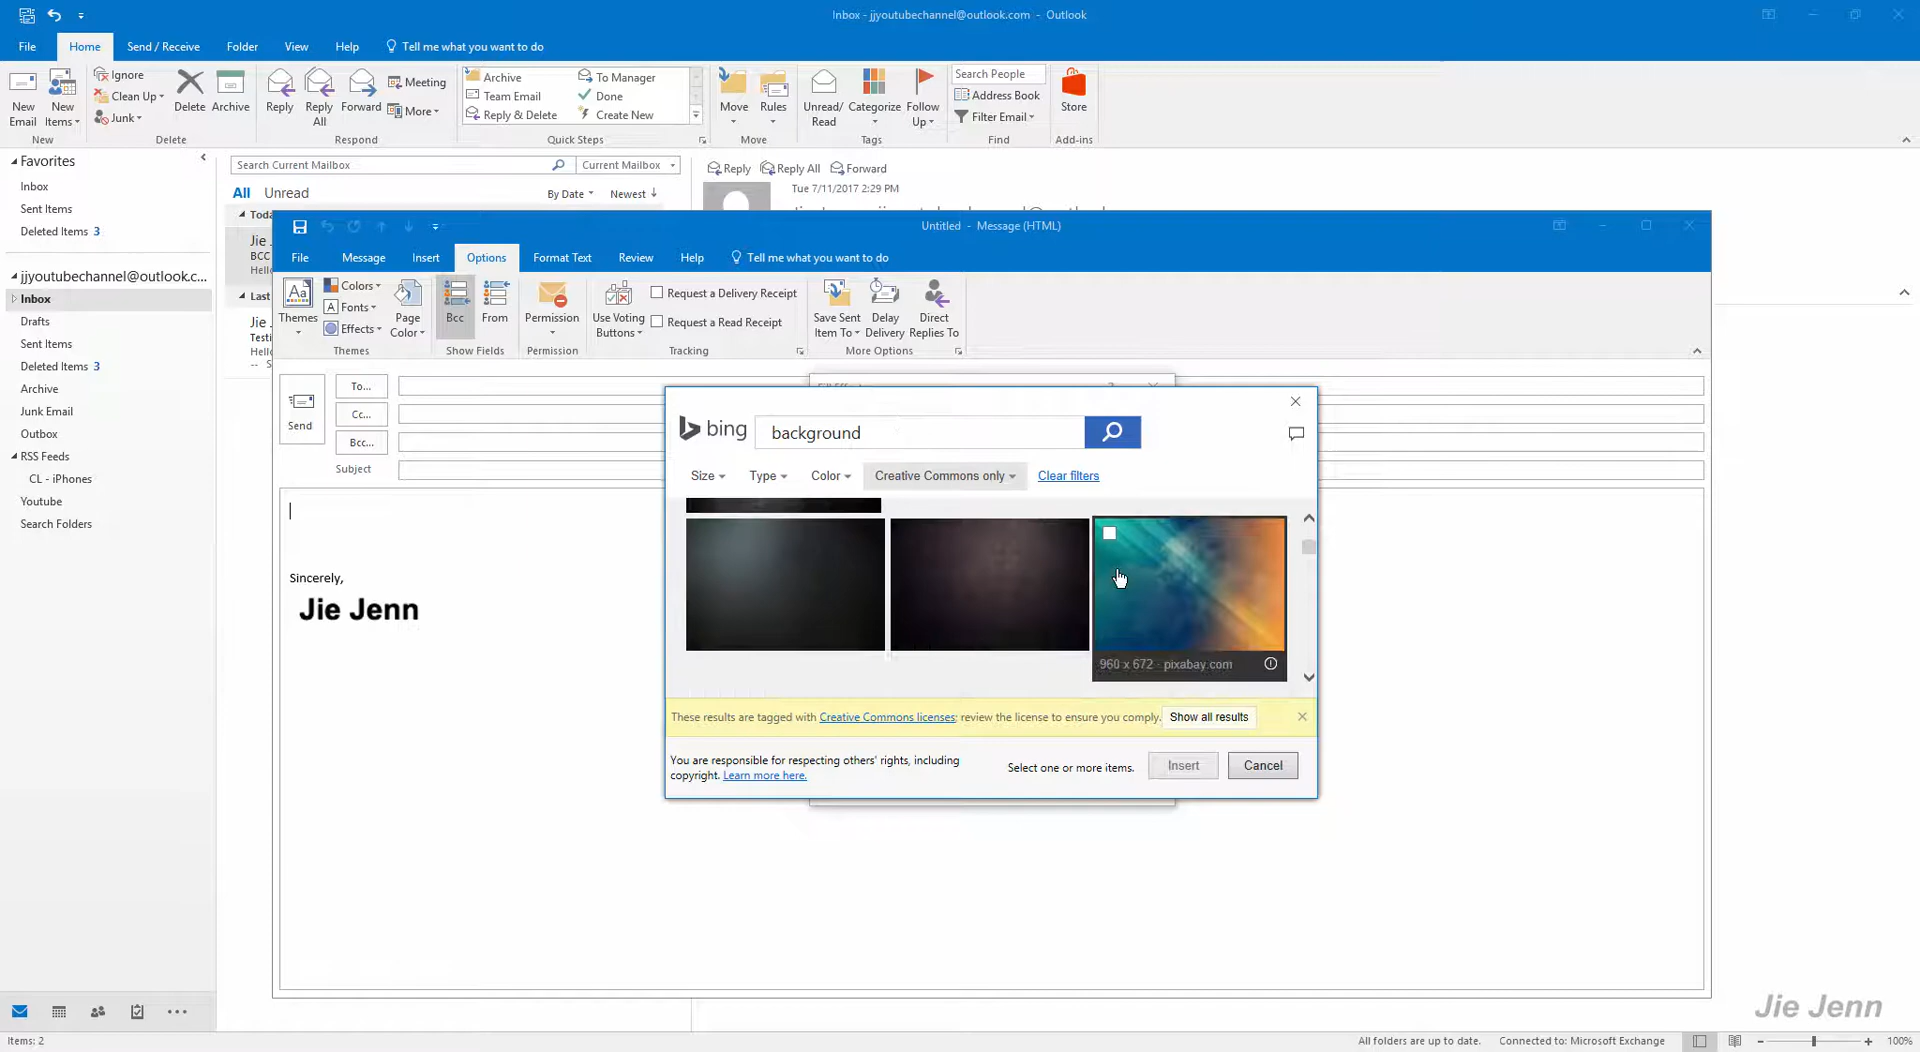 Inbox - jjyoutubechannel@outlook.com - Outlook
File Home Send / Receive Folder View Help Tell me what you want to do
New Email
New Items
New
Ignore
Clean Up
Junk
Delete
Archive
Delete
Reply
Reply All
Forward
Meeting
More
Respond
Archive
Team Email
Reply & Delete
To Manager
Done
Create New
Quick Steps
Move
Rules
Move
Unread/ Read
Categorize
Follow Up
Tags
Search People
Address Book
Filter Email
Find
Store
Add-ins
Favorites
Inbox
Sent Items
Deleted Items 3
jjyoutubechannel@outlook.c...
Inbox
Drafts
Sent Items
Deleted Items 3
Archive
Junk Email
Outbox
RSS Feeds
CL - iPhones
Youtube
Search Folders
Search Current Mailbox Current Mailbox
All Unread By Date Newest
Reply Reply All Forward
Tue 7/11/2017 2:29 PM
Untitled - Message (HTML)
File Message Insert Options Format Text Review Help Tell me what you want to do
Themes
Colors
Fonts
Effects
Page Color
Themes
Bcc
From
Show Fields
Permission
Permission
Use Voting Buttons
Request a Delivery Receipt
Request a Read Receipt
Tracking
Save Sent Item To
Delay Delivery
Direct Replies To
More Options
Send
To...
Cc...
Bcc...
Subject
Sincerely,
Jie Jenn
bing background
Size Type Color Creative Commons only Clear filters
960 x 672 - pixabay.com
These results are tagged with Creative Commons licenses; review the license to ensure you comply. Show all results
You are responsible for respecting others' rights, including
copyright. Learn more here.
Select one or more items. Insert Cancel
Jie Jenn
Items: 2
All folders are up to date. Connected to: Microsoft Exchange 100%